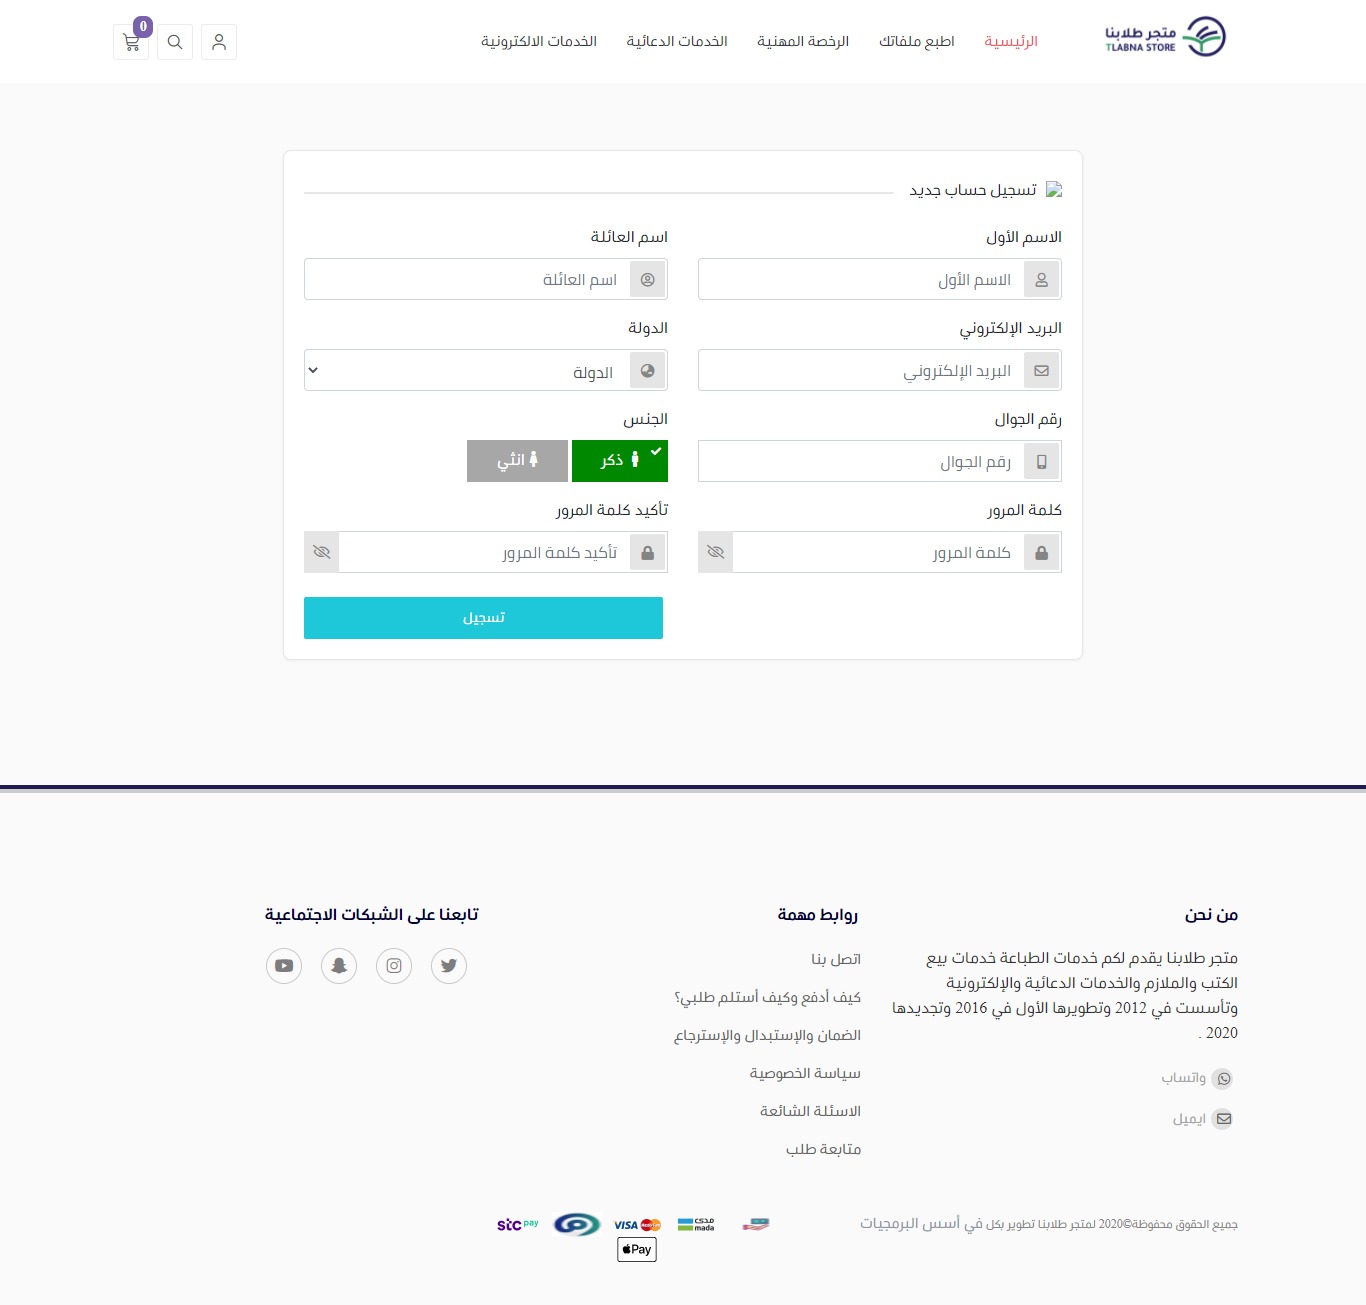 متجر طلابنا
TLABNA STORE
الرئيسية
اطبع ملفاتك
الرخصة المهنية
الخدمات الدعائية
الخدمات الالكترونية
0
تسجيل حساب جديد
الاسم الأول
اسم العائلة
الاسم الأول
اسم العائلة
البريد الإلكتروني
الدولة
البريد الإلكتروني
الدولة
رقم الجوال
الجنس
رقم الجوال
ذكر
انثي
كلمة المرور
تأكيد كلمة المرور
كلمة المرور
تأكيد كلمة المرور
تسجيل
من نحن
متجر طلابنا يقدم لكم خدمات الطباعة خدمات بيع
الكتب والملازم والخدمات الدعائية والإلكترونية
وتأسست في 2012 وتطويرها الأول في 2016 وتجديدها
2020 .
واتساب
ايميل
روابط مهمة
اتصل بنا
كيف أدفع وكيف أستلم طلبي؟
الضمان والإستبدال والإسترجاع
سياسة الخصوصية
الاسئلة الشائعة
متابعة طلب
تابعنا على الشبكات الاجتماعية
جميع الحقوق محفوظة©2020 لمتجر طلابنا تطوير بكل في أسس البرمجيات
مدى
mada
VISA
stc pay
Pay